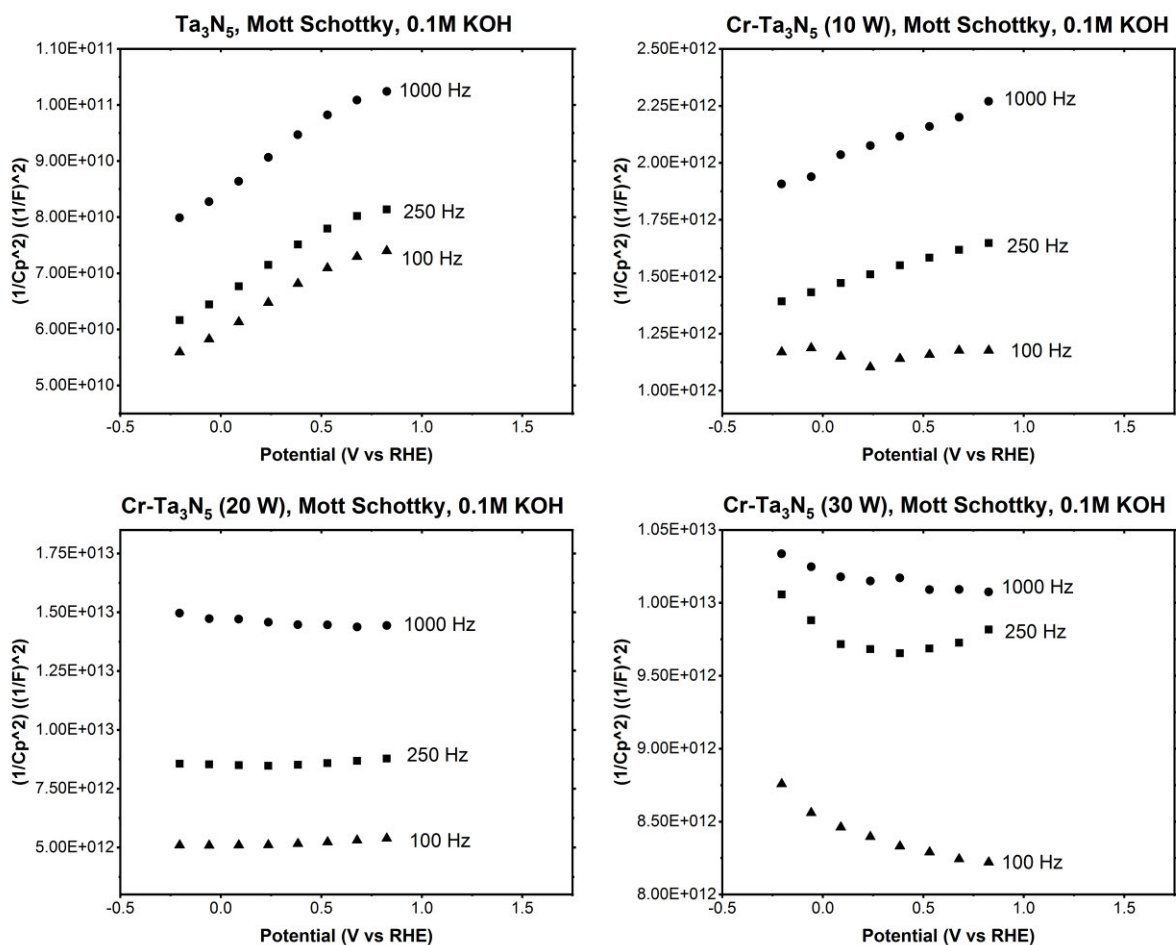 Ta₃N₅, Mott Schottky, 0.1M KOH
(1/Cp^2) ((1/F)^2)
1.10E+011
1.00E+011
9.00E+010
8.00E+010
7.00E+010
6.00E+010
5.00E+010
1000 Hz
250 Hz
100 Hz
-0.5
0.0
0.5
1.0
1.5
Potential (V vs RHE)
Cr-Ta₃N₅ (10 W), Mott Schottky, 0.1M KOH
(1/Cp^2) ((1/F)^2)
2.50E+012
2.25E+012
2.00E+012
1.75E+012
1.50E+012
1.25E+012
1.00E+012
1000 Hz
250 Hz
100 Hz
-0.5
0.0
0.5
1.0
1.5
Potential (V vs RHE)
Cr-Ta₃N₅ (20 W), Mott Schottky, 0.1M KOH
(1/Cp^2) ((1/F)^2)
1.75E+013
1.50E+013
1.25E+013
1.00E+013
7.50E+012
5.00E+012
1000 Hz
250 Hz
100 Hz
-0.5
0.0
0.5
1.0
1.5
Potential (V vs RHE)
Cr-Ta₃N₅ (30 W), Mott Schottky, 0.1M KOH
(1/Cp^2) ((1/F)^2)
1.05E+013
1.00E+013
9.50E+012
9.00E+012
8.50E+012
8.00E+012
1000 Hz
250 Hz
100 Hz
-0.5
0.0
0.5
1.0
1.5
Potential (V vs RHE)